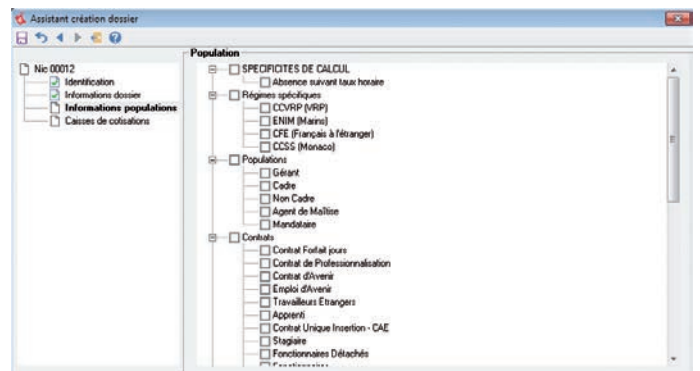 Assistant création dossier
Nic 00012
Identification
Informations dossier
Informations populations
Caisses de cotisations
Population
SPECIFICITES DE CALCUL
Absence suivant taux horaire
Régimes spécifiques
CCVRP (VRP)
ENIM (Marins)
CFE (Français à l'étranger)
CCSS (Monaco)
Populations
Gérant
Cadre
Non Cadre
Agent de Maîtise
Mandataire
Contrats
Contrat Forfait jours
Contrat de Professionnalisation
Contrat d'Avenir
Emploi d'Avenir
Travailleurs Etrangers
Apprenti
Contrat Unique Insertion - CAE
Stagiaire
Fonctionnaires Détachés